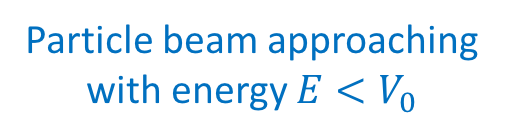 Particle beam approaching
with energy E < V₀